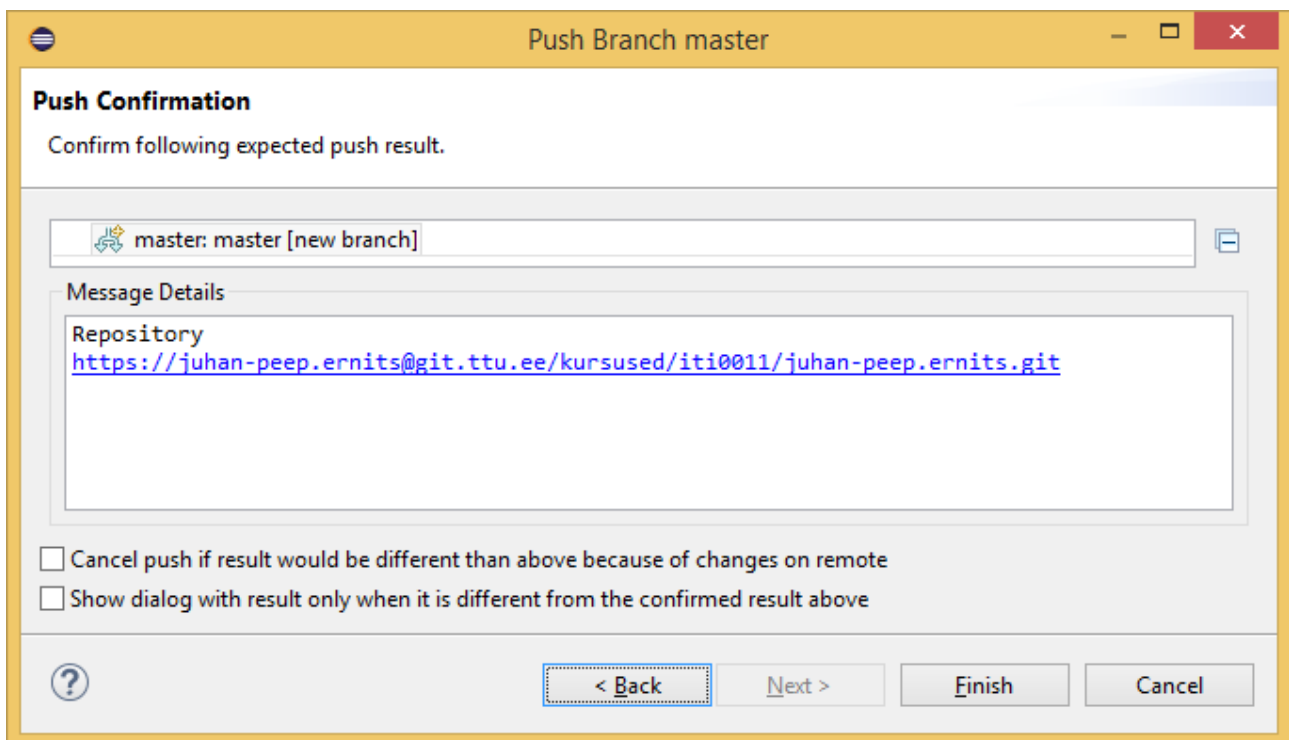 Push Branch master
Push Confirmation
Confirm following expected push result.
master: master [new branch]
Message Details
Repository
https://juhan-peep.ernits@git.ttu.ee/kursused/iti0011/juhan-peep.ernits.git
Cancel push if result would be different than above because of changes on remote
Show dialog with result only when it is different from the confirmed result above
? < Back Next > Finish Cancel